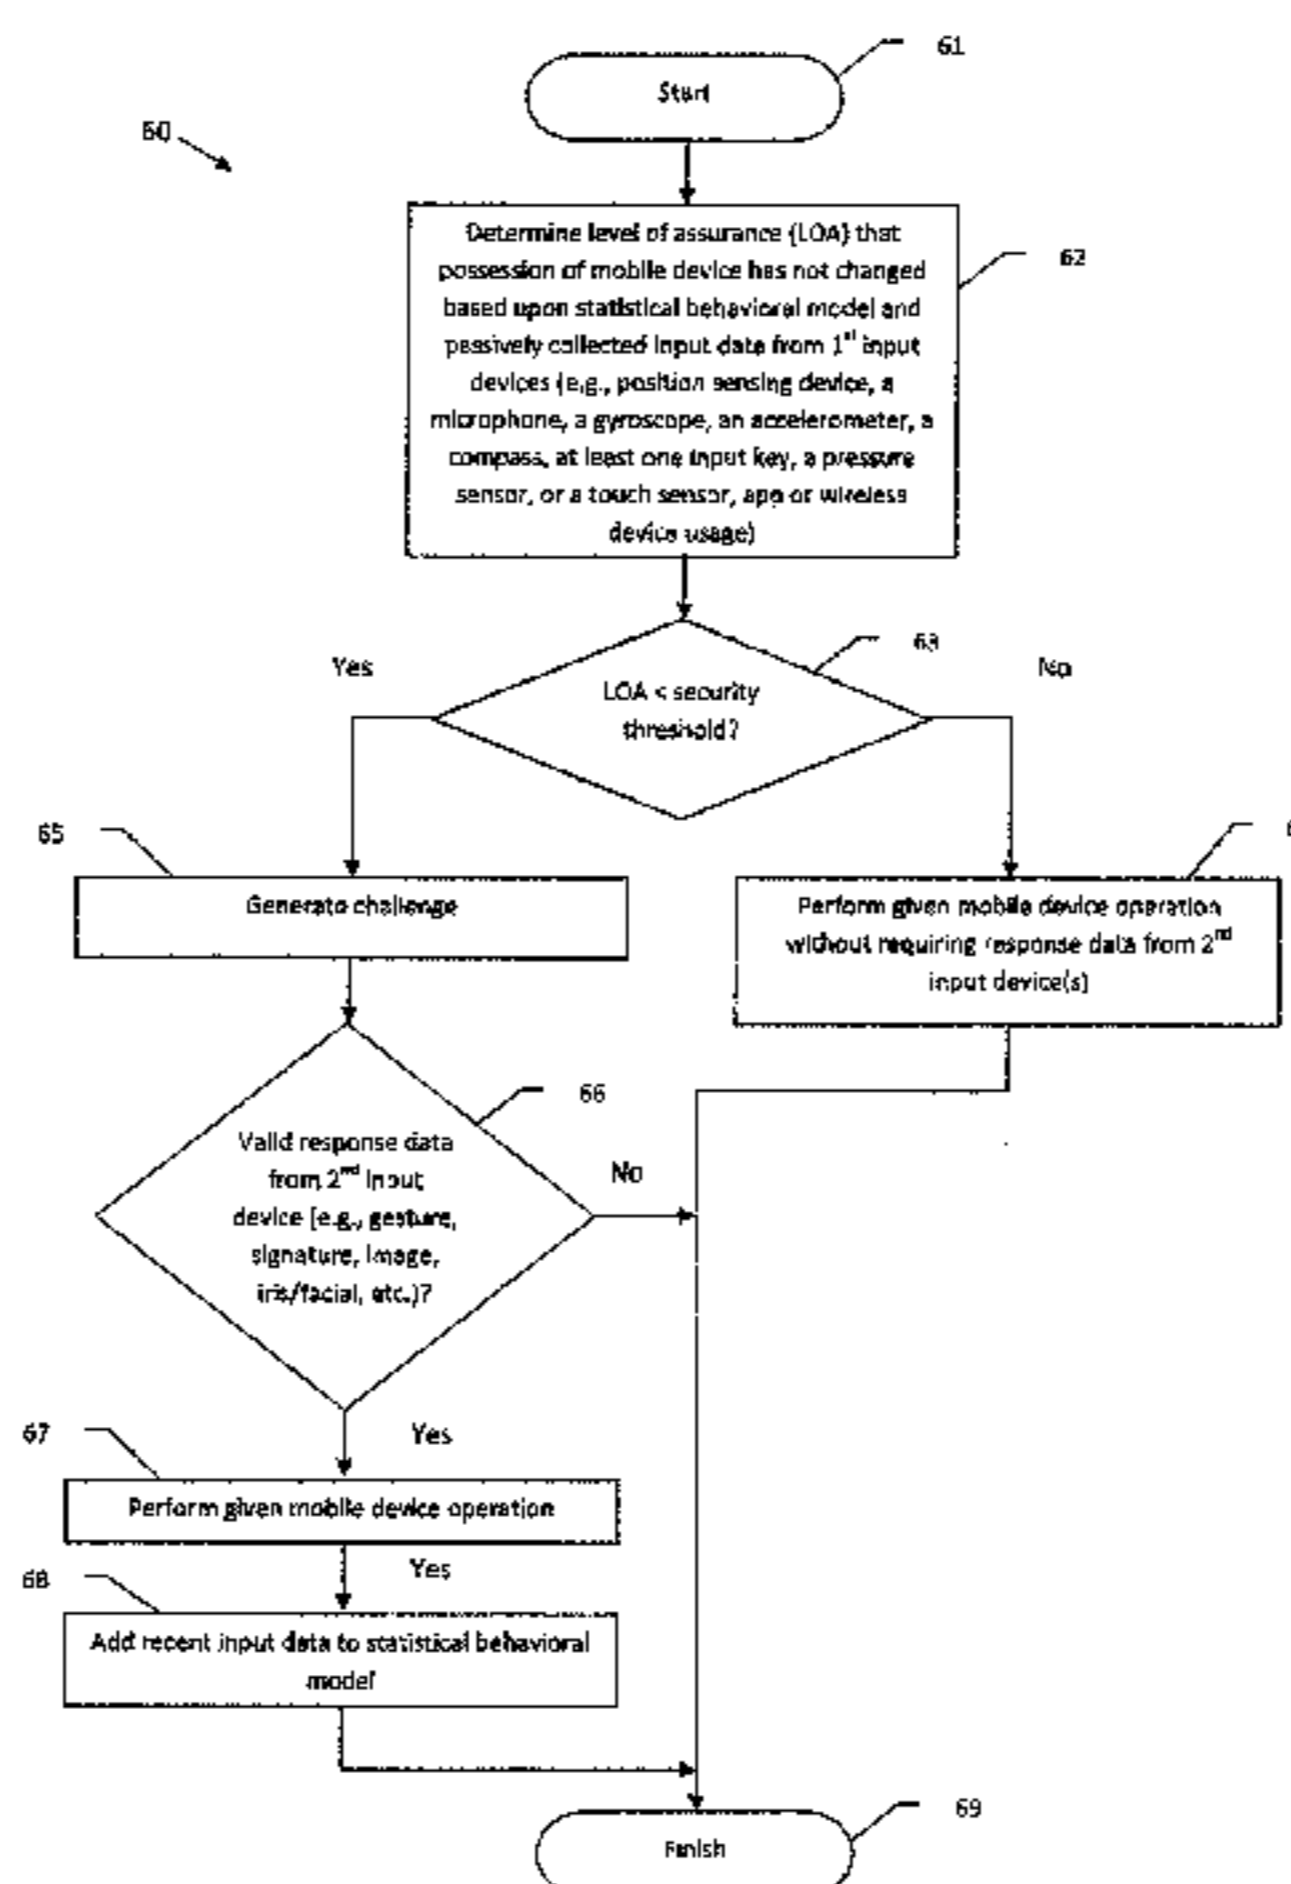 61
Start
60
Determine level of assurance (LOA) that
possession of mobile device has not changed
based upon statistical behavioral model and
passively collected input data from 1st input
devices (e.g., position sensing device, a
microphone, a gyroscope, an accelerometer, a
compass, at least one input key, a pressure
sensor, or a touch sensor, app or wireless
device usage)
62
63
Yes
No
LOA < security
threshold?
65
Generate challenge
Perform given mobile device operation
without requiring response data from 2nd
input device(s)
66
Valid response data
from 2nd input
device (e.g., gesture,
signature, image,
iris/facial, etc.)?
No
67
Yes
Perform given mobile device operation
68
Yes
Add recent input data to statistical behavioral
model
69
Finish